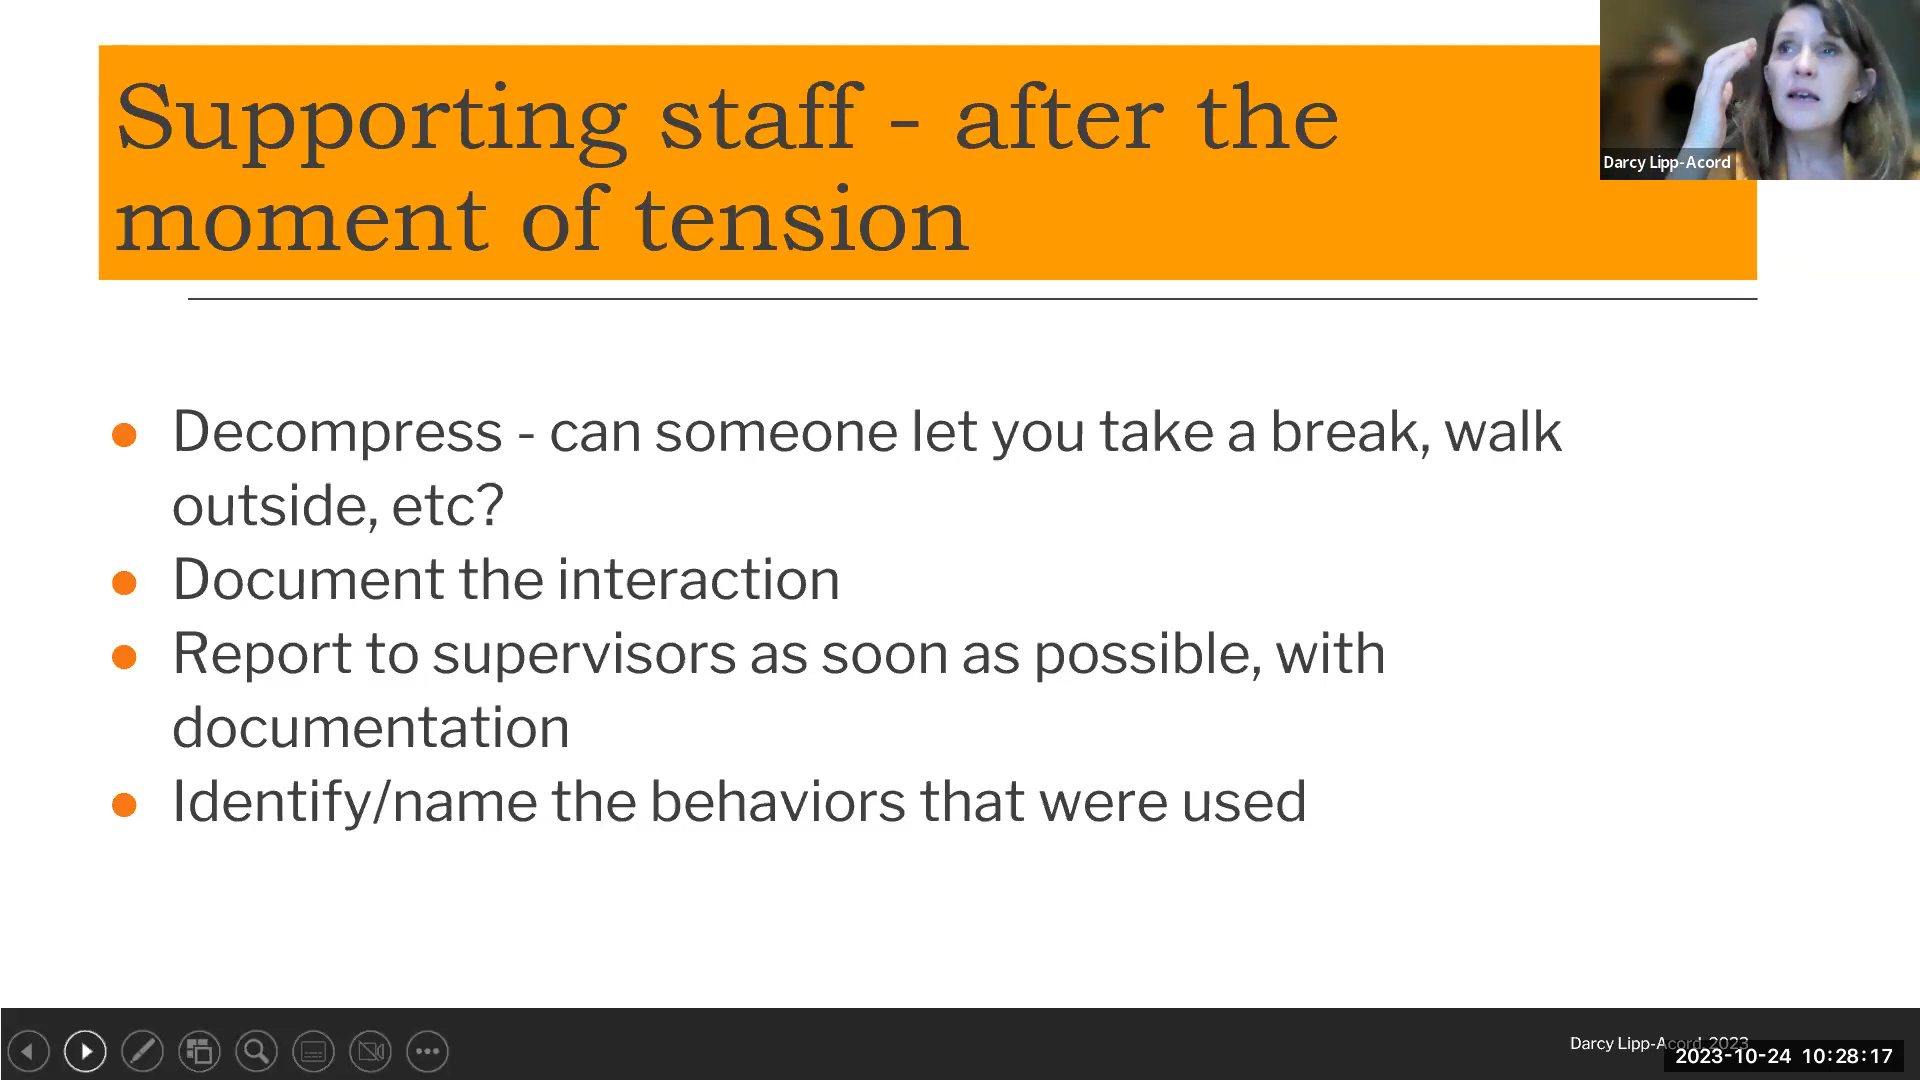 Supporting staff - after the
moment of tension
Darcy Lipp-Acord
Decompress - can someone let you take a break, walk
outside, etc?
Document the interaction
Report to supervisors as soon as possible, with
documentation
Identify/name the behaviors that were used
Darcy Lipp-Acord, 2023
2023-10-24 10:28:17